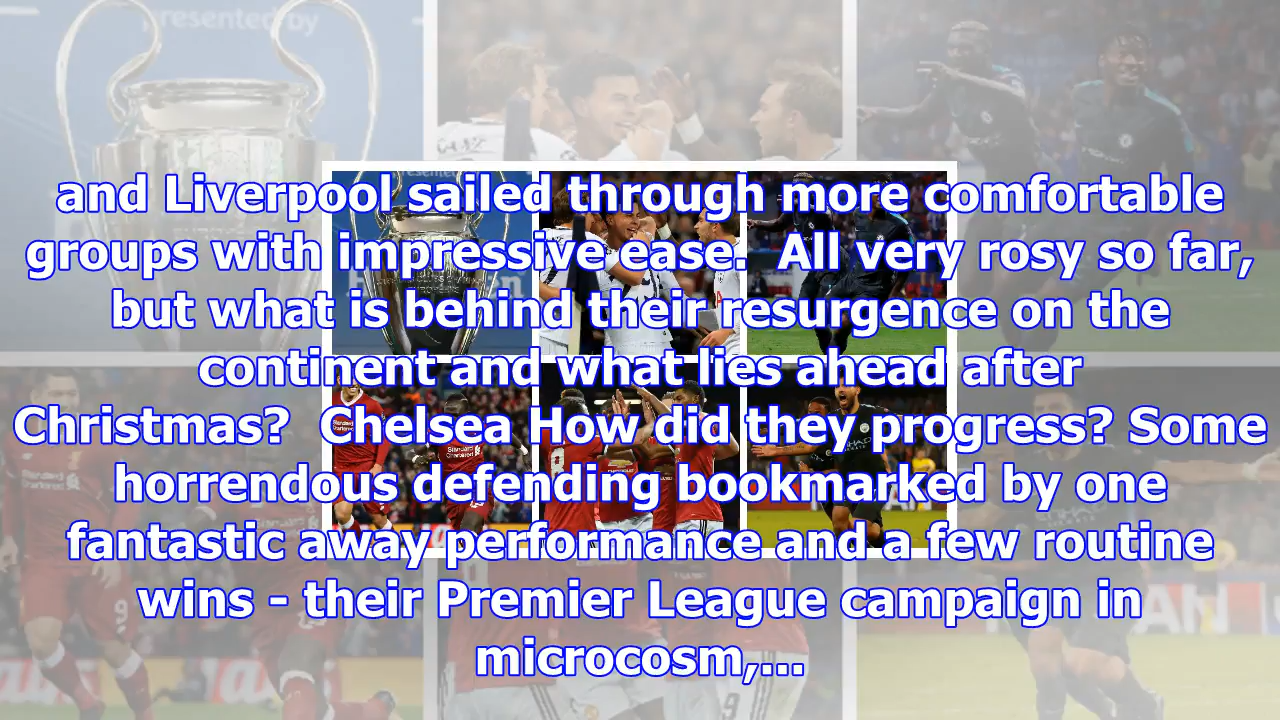 presented by
and Liverpool sailed through more comfortable
groups with impressive ease.  All very rosy so far,
but what is behind their resurgence on the
continent and what lies ahead after
Christmas?  Chelsea How did they progress? Some
horrendous defending bookmarked by one
fantastic away performance and a few routine
wins - their Premier League campaign in
microcosm,...